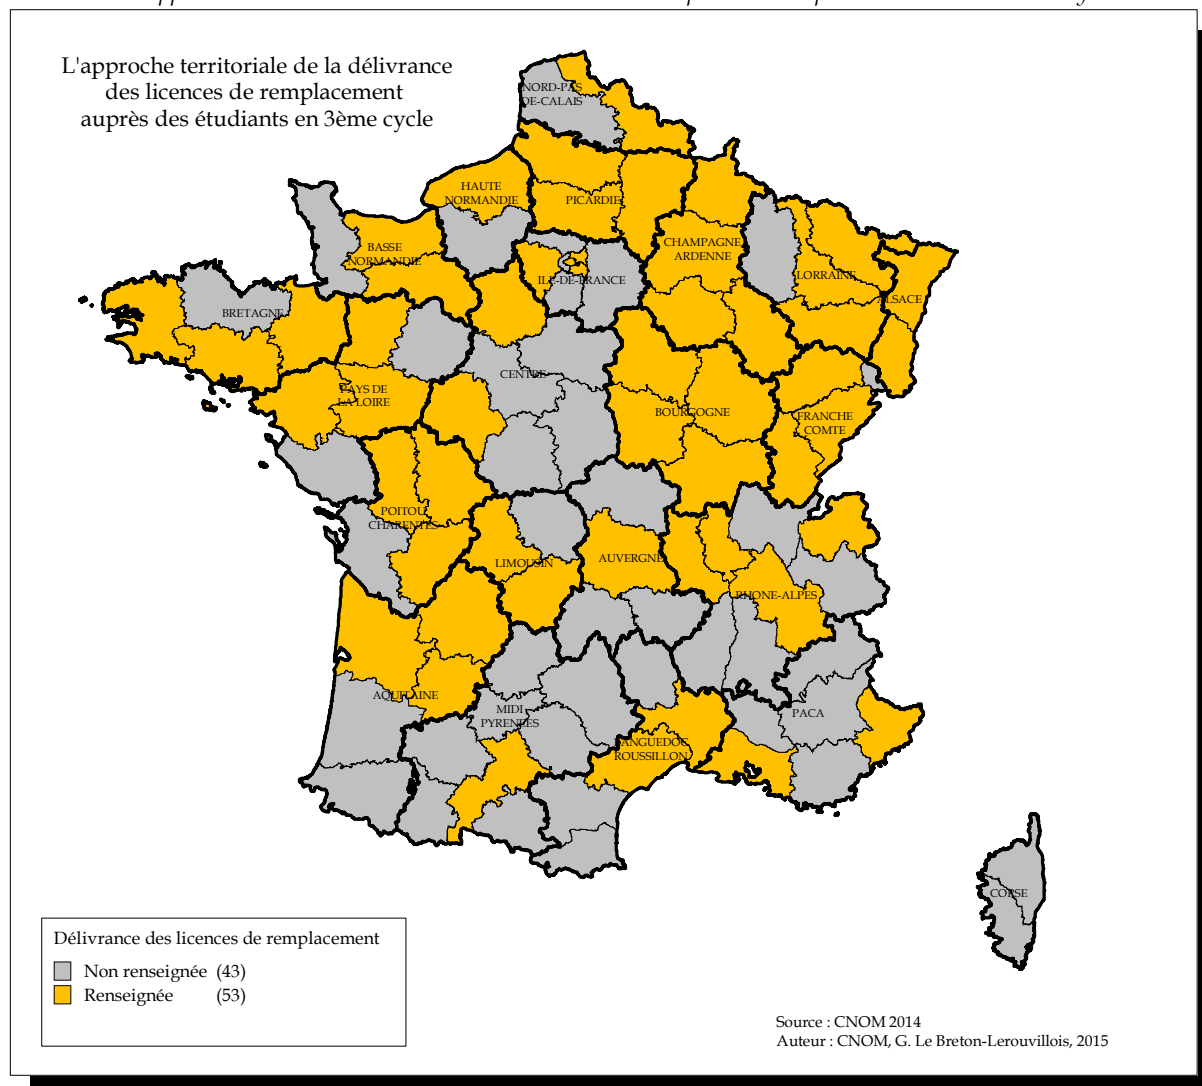 L'approche territoriale de la délivrance
des licences de remplacement
auprès des étudiants en 3ème cycle
NORD-PAS
DE-CALAIS
HAUTE
NORMANDIE
PICARDIE
BASSE
NORMANDIE
CHAMPAGNE
ARDENNE
ILE-DE-FRANCE
LORRAINE
ALSACE
BRETAGNE
CENTRE
PAYS DE
LA LOIRE
BOURGOGNE
FRANCHE
COMTE
POITOU
CHARENTES
LIMOUSIN
AUVERGNE
RHONE-ALPES
AQUITAINE
MIDI
PYRENEES
PACA
LANGUEDOC
ROUSSILLON
CORSE
Délivrance des licences de remplacement
Non renseignée (43)
Renseignée (53)
Source : CNOM 2014
Auteur : CNOM, G. Le Breton-Lerouvillois, 2015